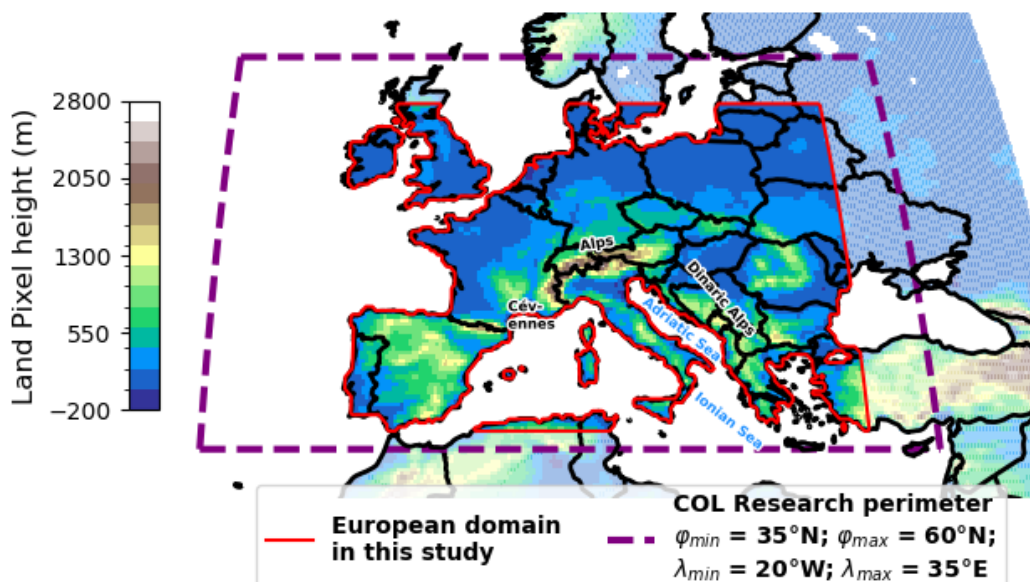 Land Pixel height (m)
2800
2050
1300
550
−200
Alps
Cév-
ennes
Dinaric Alps
Adriatic Sea
Ionian Sea
European domain
in this study
COL Research perimeter
φmin = 35°N; φmax = 60°N;
λmin = 20°W; λmax = 35°E